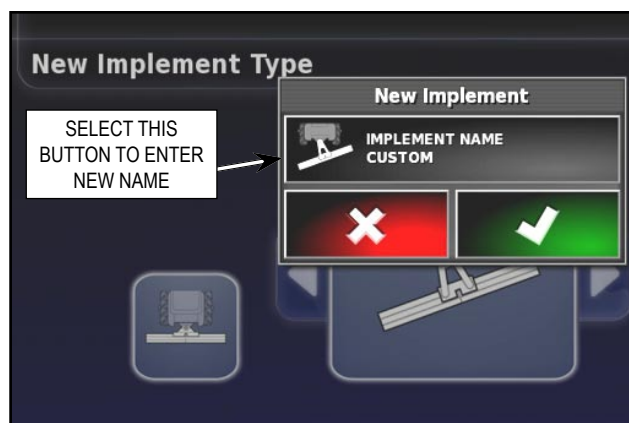 New Implement Type
New Implement
SELECT THIS
BUTTON TO ENTER
NEW NAME
IMPLEMENT NAME
CUSTOM